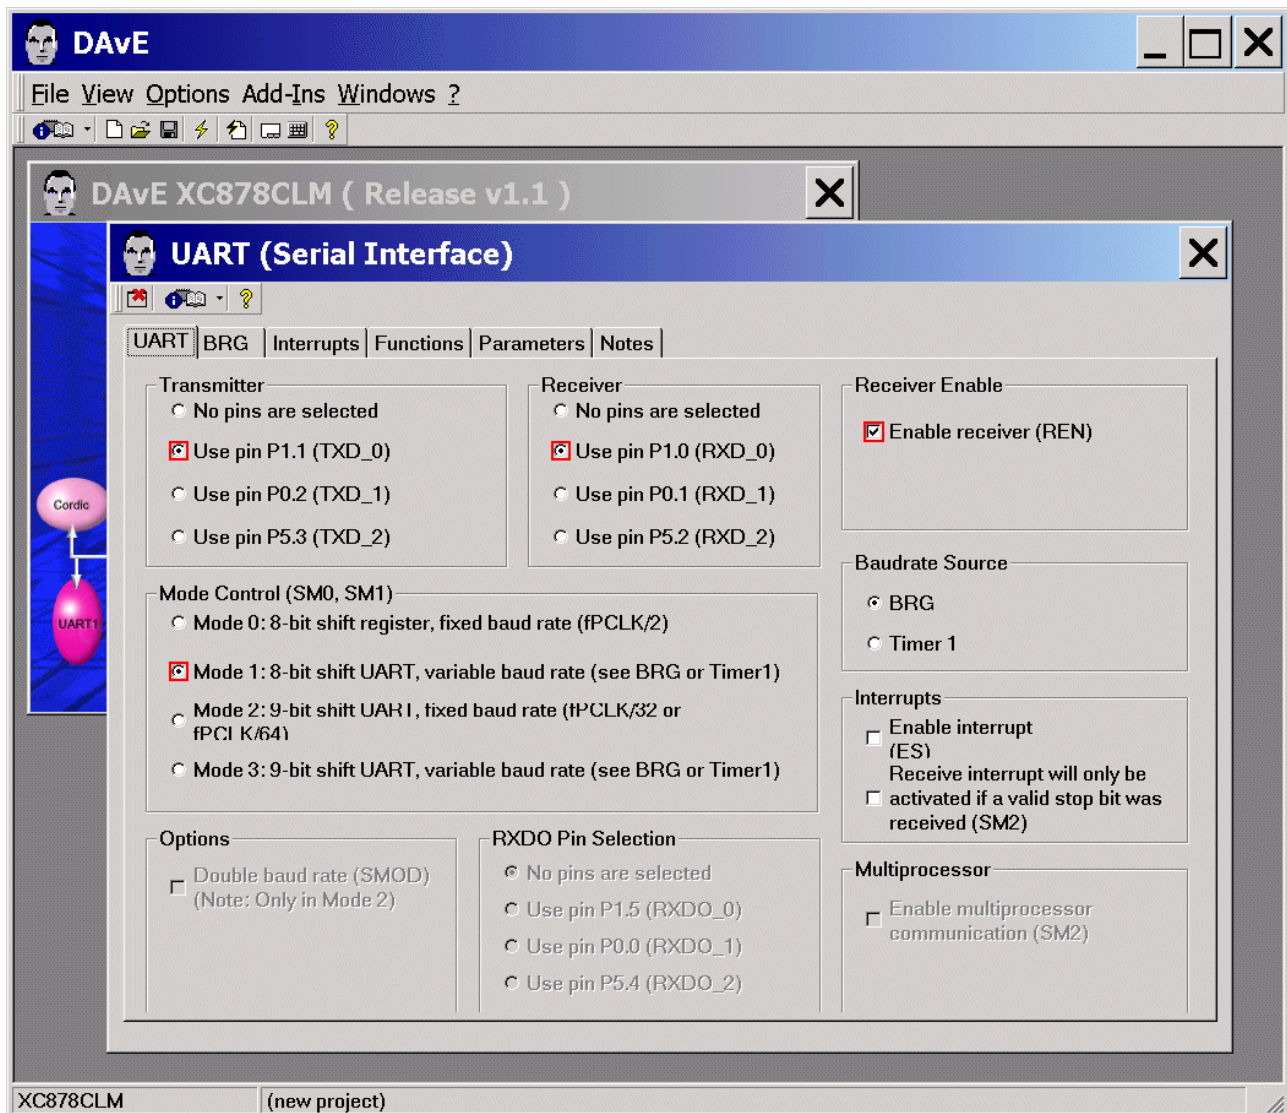 DAvE
File View Options Add-Ins Windows ?
DAvE XC878CLM ( Release v1.1 )
UART (Serial Interface)
UART BRG Interrupts Functions Parameters Notes
Transmitter
No pins are selected
Use pin P1.1 (TXD_0)
Use pin P0.2 (TXD_1)
Use pin P5.3 (TXD_2)
Receiver
No pins are selected
Use pin P1.0 (RXD_0)
Use pin P0.1 (RXD_1)
Use pin P5.2 (RXD_2)
Receiver Enable
Enable receiver (REN)
Baudrate Source
BRG
Timer 1
Mode Control (SM0, SM1)
Mode 0: 8-bit shift register, fixed baud rate (fPCLK/2)
Mode 1: 8-bit shift UART, variable baud rate (see BRG or Timer1)
Mode 2: 9-bit shift UART, fixed baud rate (fPCLK/32 or
fPCLK/64)
Mode 3: 9-bit shift UART, variable baud rate (see BRG or Timer1)
Interrupts
Enable interrupt
(ES)
Receive interrupt will only be
activated if a valid stop bit was
received (SM2)
Options
Double baud rate (SMOD)
(Note: Only in Mode 2)
RXDO Pin Selection
No pins are selected
Use pin P1.5 (RXDO_0)
Use pin P0.0 (RXDO_1)
Use pin P5.4 (RXDO_2)
Multiprocessor
Enable multiprocessor
communication (SM2)
Cordic
UART1
XC878CLM
(new project)